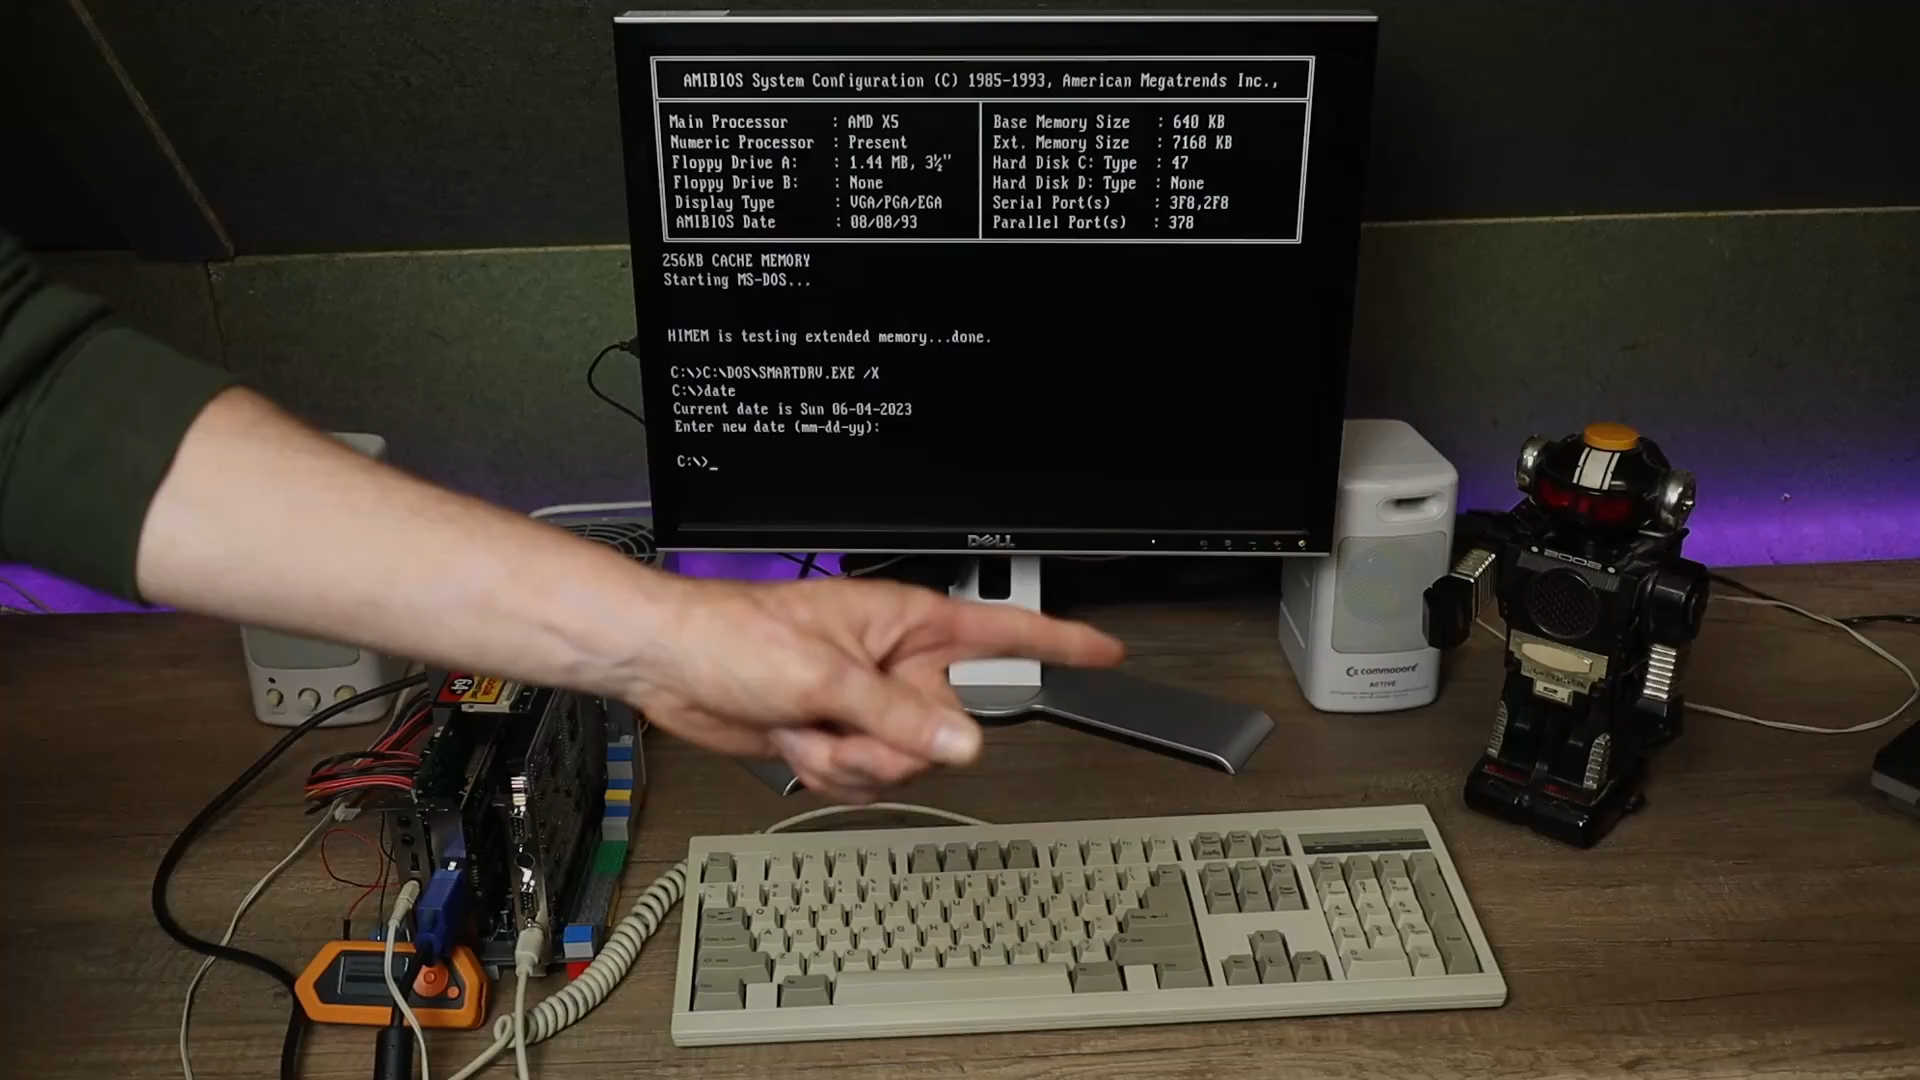 AMIBIOS System Configuration (C) 1985-1993, American Megatrends Inc.,
Main Processor : AMD X5
Numeric Processor : Present
Floppy Drive A: : 1.44 MB, 3½"
Floppy Drive B: : None
Display Type : VGA/PGA/EGA
AMIBIOS Date : 08/08/93
Base Memory Size : 640 KB
Ext. Memory Size : 7168 KB
Hard Disk C: Type : 47
Hard Disk D: Type : None
Serial Port(s) : 3F8,2F8
Parallel Port(s) : 378
256KB CACHE MEMORY
Starting MS-DOS...
HIMEM is testing extended memory...done.
C:\>C:\DOS\SMARTDRV.EXE /X
C:\>date
Current date is Sun 06-04-2023
Enter new date (mm-dd-yy):
C:\>_
DELL
commodore
ACTIVE
2002
64